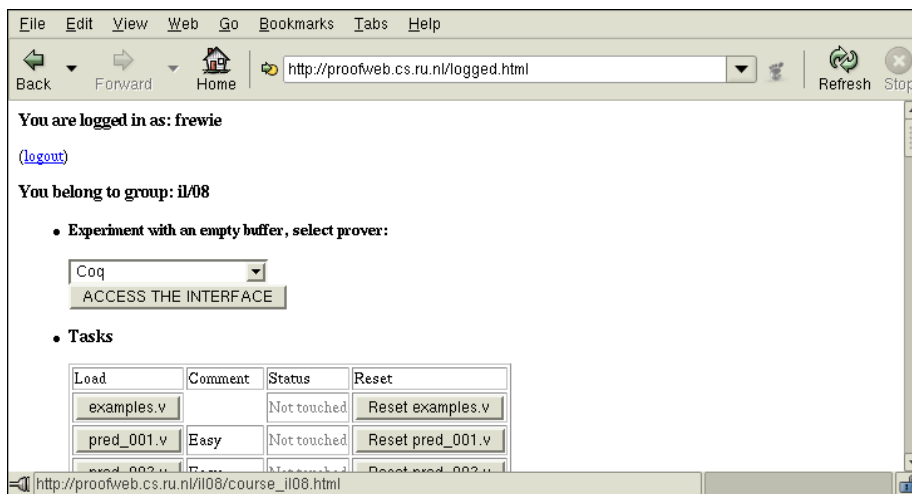 File Edit View Web Go Bookmarks Tabs Help
Back Forward Home http://proofweb.cs.ru.nl/logged.html Refresh Stop
You are logged in as: frewie
(logout)
You belong to group: il/08
• Experiment with an empty buffer, select prover:
Coq
ACCESS THE INTERFACE
• Tasks
Load Comment Status Reset
examples.v Not touched Reset examples.v
pred_001.v Easy Not touched Reset pred_001.v
http://proofweb.cs.ru.nl/il08/course_il08.html